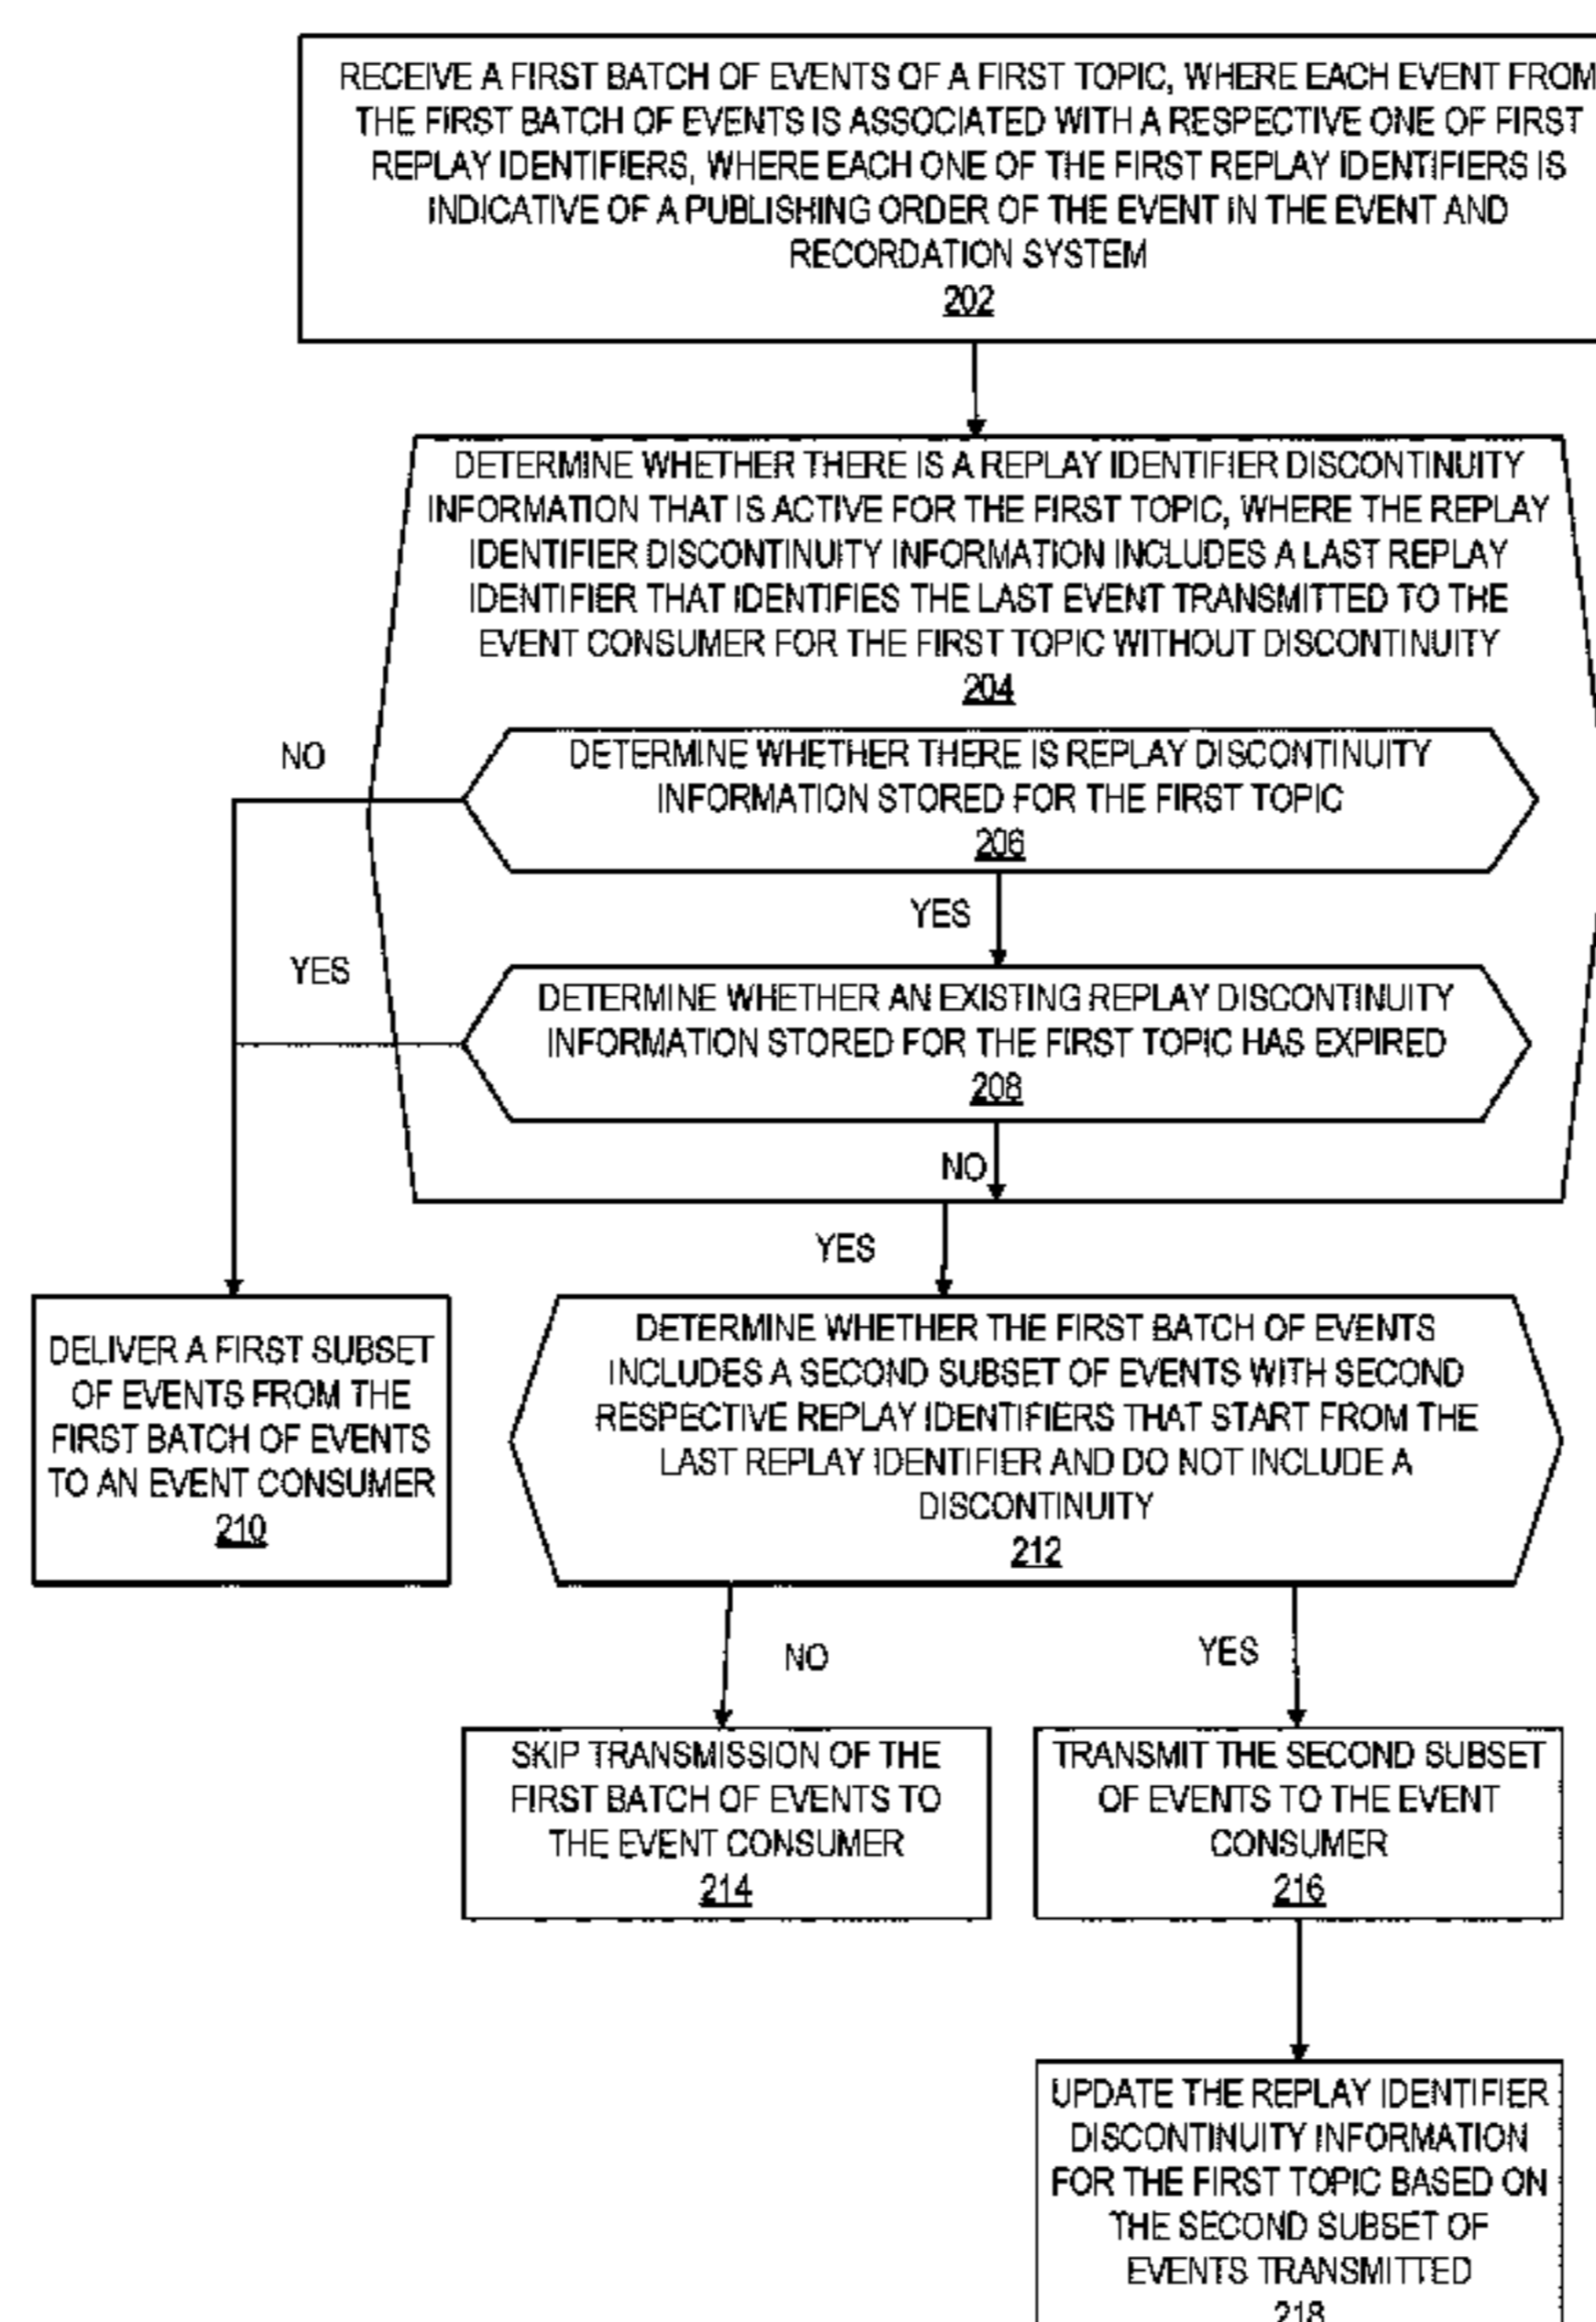 RECEIVE A FIRST BATCH OF EVENTS OF A FIRST TOPIC, WHERE EACH EVENT FROM
THE FIRST BATCH OF EVENTS IS ASSOCIATED WITH A RESPECTIVE ONE OF FIRST
REPLAY IDENTIFIERS, WHERE EACH ONE OF THE FIRST REPLAY IDENTIFIERS IS
INDICATIVE OF A PUBLISHING ORDER OF THE EVENT IN THE EVENT AND
RECORDATION SYSTEM
202
DETERMINE WHETHER THERE IS A REPLAY IDENTIFIER DISCONTINUITY
INFORMATION THAT IS ACTIVE FOR THE FIRST TOPIC, WHERE THE REPLAY
IDENTIFIER DISCONTINUITY INFORMATION INCLUDES A LAST REPLAY
IDENTIFIER THAT IDENTIFIES THE LAST EVENT TRANSMITTED TO THE
EVENT CONSUMER FOR THE FIRST TOPIC WITHOUT DISCONTINUITY
204
NO
DETERMINE WHETHER THERE IS REPLAY DISCONTINUITY
INFORMATION STORED FOR THE FIRST TOPIC
206
YES
YES
DETERMINE WHETHER AN EXISTING REPLAY DISCONTINUITY
INFORMATION STORED FOR THE FIRST TOPIC HAS EXPIRED
208
NO
YES
DELIVER A FIRST SUBSET
OF EVENTS FROM THE
FIRST BATCH OF EVENTS
TO AN EVENT CONSUMER
210
DETERMINE WHETHER THE FIRST BATCH OF EVENTS
INCLUDES A SECOND SUBSET OF EVENTS WITH SECOND
RESPECTIVE REPLAY IDENTIFIERS THAT START FROM THE
LAST REPLAY IDENTIFIER AND DO NOT INCLUDE A
DISCONTINUITY
212
NO
YES
SKIP TRANSMISSION OF THE
FIRST BATCH OF EVENTS TO
THE EVENT CONSUMER
214
TRANSMIT THE SECOND SUBSET
OF EVENTS TO THE EVENT
CONSUMER
216
UPDATE THE REPLAY IDENTIFIER
DISCONTINUITY INFORMATION
FOR THE FIRST TOPIC BASED ON
THE SECOND SUBSET OF
EVENTS TRANSMITTED
218